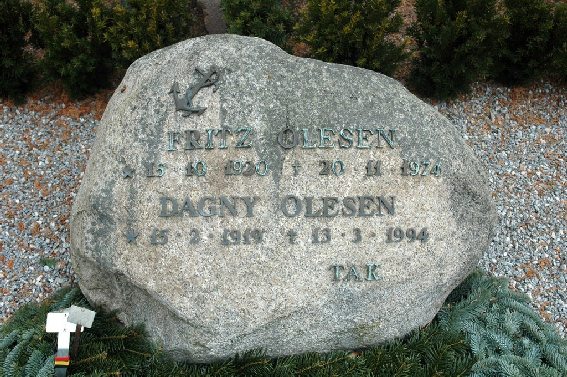 FRITZ OLESEN
★ 15 · 10 · 1920 † 20 · 11 · 1974
DAGNY OLESEN
★ 15 · 2 · 1919 † 13 · 3 · 1994
TAK